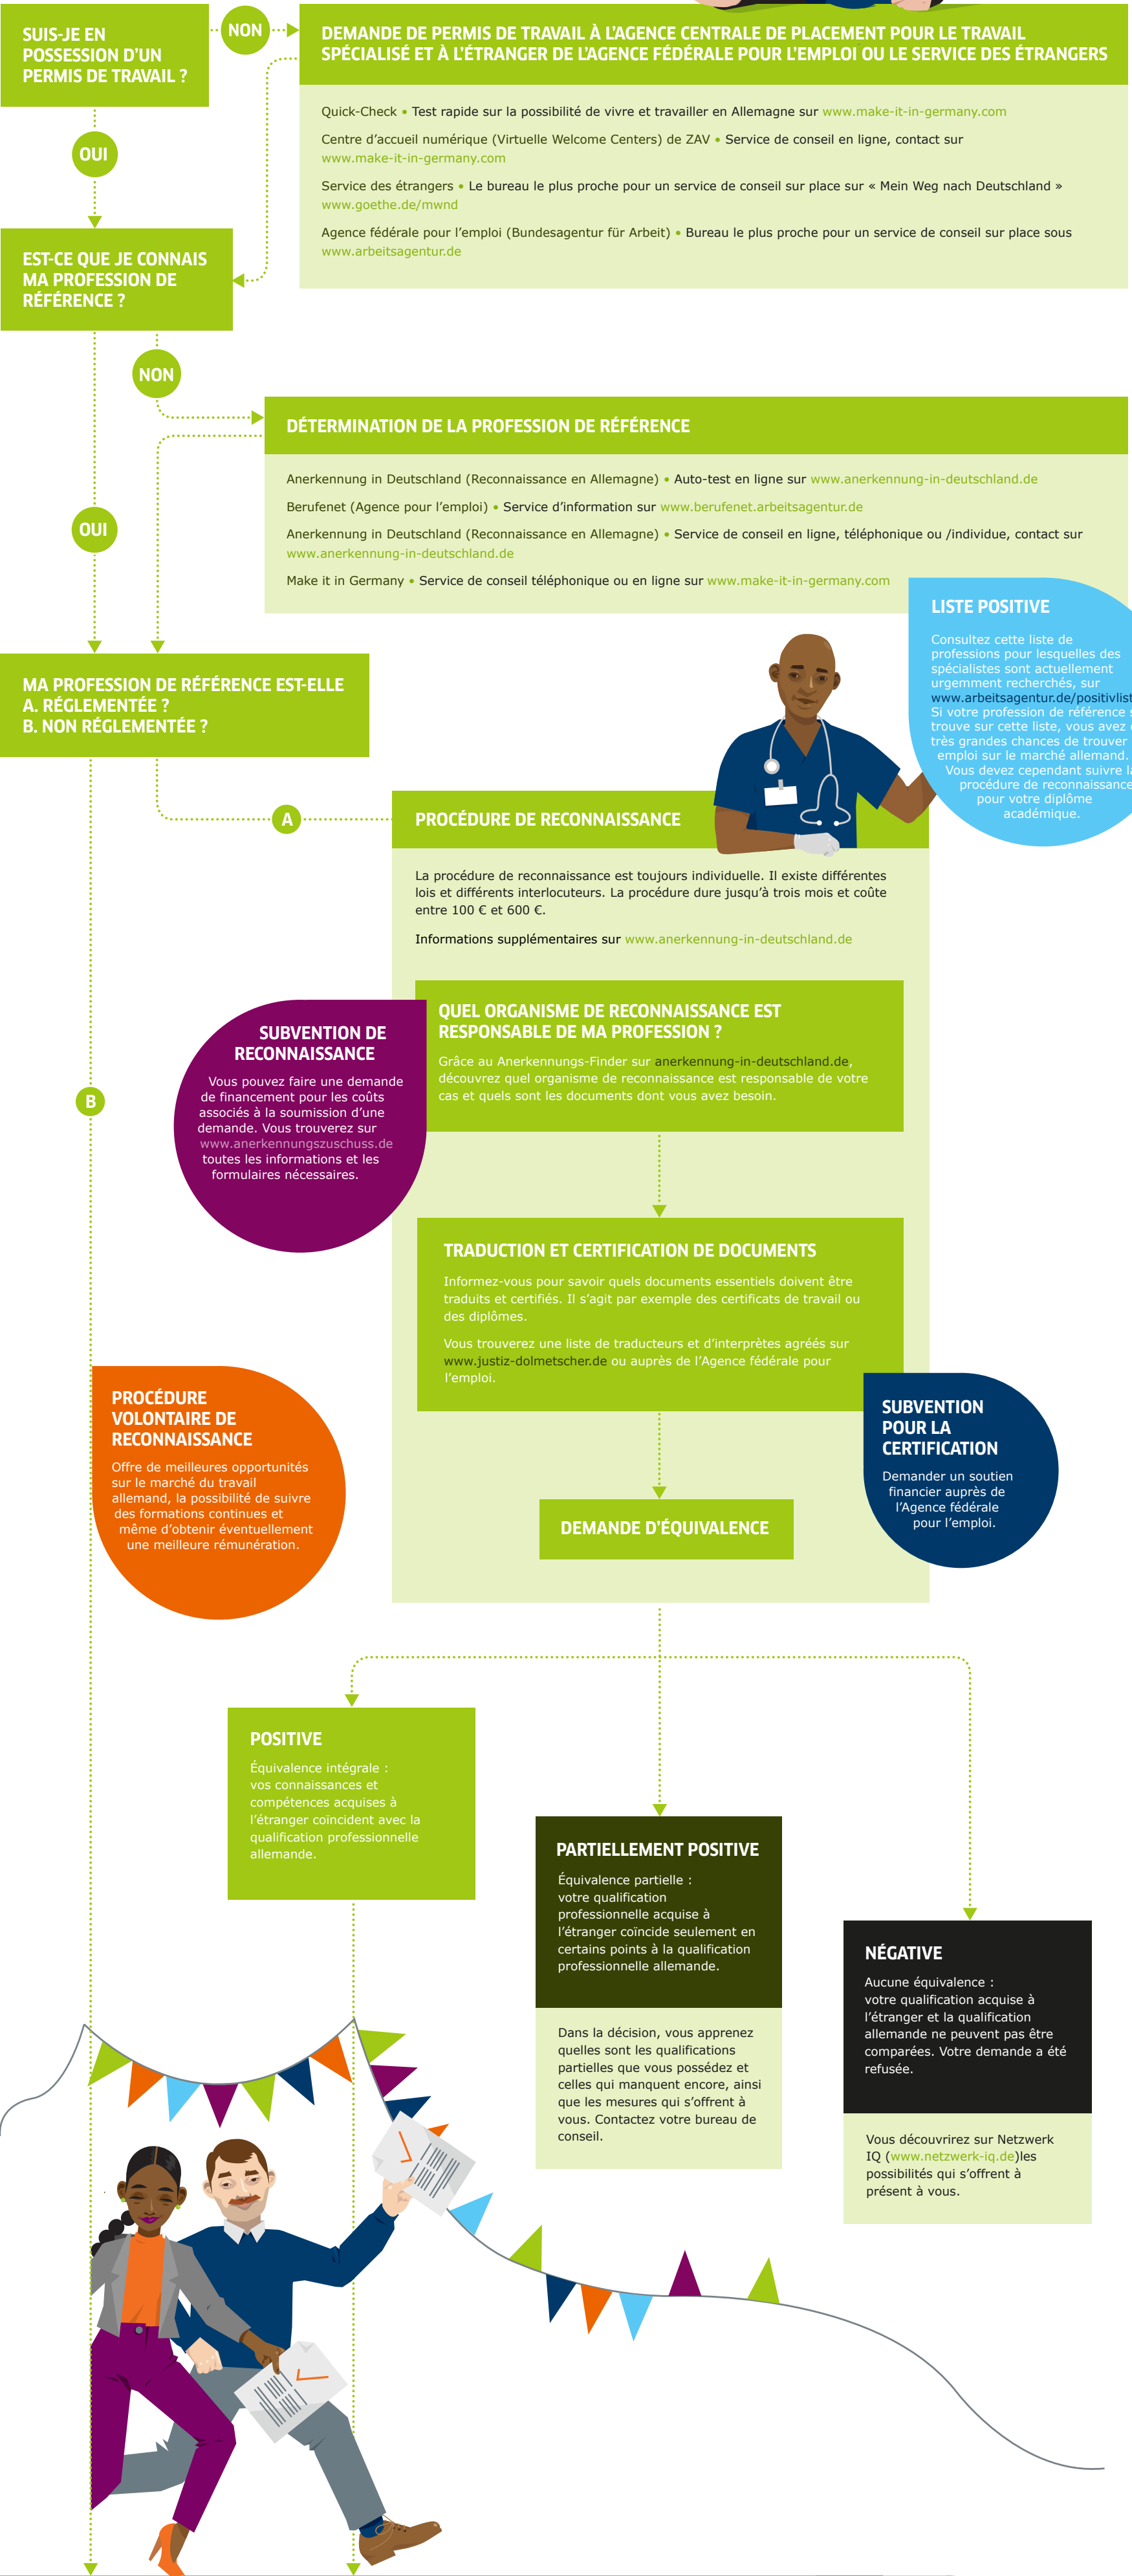 SUIS-JE EN
POSSESSION D'UN
PERMIS DE TRAVAIL ?
NON
DEMANDE DE PERMIS DE TRAVAIL À L'AGENCE CENTRALE DE PLACEMENT POUR LE TRAVAIL
SPÉCIALISÉ ET À L'ÉTRANGER DE L'AGENCE FÉDÉRALE POUR L'EMPLOI OU LE SERVICE DES ÉTRANGERS
Quick-Check • Test rapide sur la possibilité de vivre et travailler en Allemagne sur www.make-it-in-germany.com
Centre d'accueil numérique (Virtuelle Welcome Centers) de ZAV • Service de conseil en ligne, contact sur
www.make-it-in-germany.com
Service des étrangers • Le bureau le plus proche pour un service de conseil sur place sur « Mein Weg nach Deutschland »
www.goethe.de/mwnd
Agence fédérale pour l'emploi (Bundesagentur für Arbeit) • Bureau le plus proche pour un service de conseil sur place sous
www.arbeitsagentur.de
OUI
EST-CE QUE JE CONNAIS
MA PROFESSION DE
RÉFÉRENCE ?
NON
DÉTERMINATION DE LA PROFESSION DE RÉFÉRENCE
Anerkennung in Deutschland (Reconnaissance en Allemagne) • Auto-test en ligne sur www.anerkennung-in-deutschland.de
Berufenet (Agence pour l'emploi) • Service d'information sur www.berufenet.arbeitsagentur.de
Anerkennung in Deutschland (Reconnaissance en Allemagne) • Service de conseil en ligne, téléphonique ou /individue, contact sur
www.anerkennung-in-deutschland.de
Make it in Germany • Service de conseil téléphonique ou en ligne sur www.make-it-in-germany.com
OUI
LISTE POSITIVE
Consultez cette liste de
professions pour lesquelles des
spécialistes sont actuellement
urgemment recherchés, sur
www.arbeitsagentur.de/positivlist
Si votre profession de référence
trouve sur cette liste, vous avez
très grandes chances de trouver
emploi sur le marché allemand.
Vous devez cependant suivre
procédure de reconnaissance
pour votre diplôme
académique.
MA PROFESSION DE RÉFÉRENCE EST-ELLE
A. RÉGLEMENTÉE ?
B. NON RÉGLEMENTÉE ?
A
PROCÉDURE DE RECONNAISSANCE
La procédure de reconnaissance est toujours individuelle. Il existe différentes
lois et différents interlocuteurs. La procédure dure jusqu'à trois mois et coûte
entre 100 € et 600 €.
Informations supplémentaires sur www.anerkennung-in-deutschland.de
QUEL ORGANISME DE RECONNAISSANCE EST
RESPONSABLE DE MA PROFESSION ?
Grâce au Anerkennungs-Finder sur anerkennung-in-deutschland.de,
découvrez quel organisme de reconnaissance est responsable de votre
cas et quels sont les documents dont vous avez besoin.
SUBVENTION DE
RECONNAISSANCE
Vous pouvez faire une demande
de financement pour les coûts
associés à la soumission d'une
demande. Vous trouverez sur
www.anerkennungszuschuss.de
toutes les informations et les
formulaires nécessaires.
B
TRADUCTION ET CERTIFICATION DE DOCUMENTS
Informez-vous pour savoir quels documents essentiels doivent être
traduits et certifiés. Il s'agit par exemple des certificats de travail ou
des diplômes.
Vous trouverez une liste de traducteurs et d'interprètes agréés sur
www.justiz-dolmetscher.de ou auprès de l'Agence fédérale pour
l'emploi.
PROCÉDURE
VOLONTAIRE DE
RECONNAISSANCE
Offre de meilleures opportunités
sur le marché du travail
allemand, la possibilité de suivre
des formations continues et
même d'obtenir éventuellement
une meilleure rémunération.
SUBVENTION
POUR LA
CERTIFICATION
Demander un soutien
financier auprès de
l'Agence fédérale
pour l'emploi.
DEMANDE D'ÉQUIVALENCE
POSITIVE
Équivalence intégrale :
vos connaissances et
compétences acquises à
l'étranger coïncident avec la
qualification professionnelle
allemande.
PARTIELLEMENT POSITIVE
Équivalence partielle :
votre qualification
professionnelle acquise à
l'étranger coïncide seulement en
certains points à la qualification
professionnelle allemande.
Dans la décision, vous apprenez
quelles sont les qualifications
partielles que vous possédez et
celles qui manquent encore, ainsi
que les mesures qui s'offrent à
vous. Contactez votre bureau de
conseil.
NÉGATIVE
Aucune équivalence :
votre qualification acquise à
l'étranger et la qualification
allemande ne peuvent pas être
comparées. Votre demande a été
refusée.
Vous découvrirez sur Netzwerk
IQ (www.netzwerk-iq.de)les
possibilités qui s'offrent à
présent à vous.